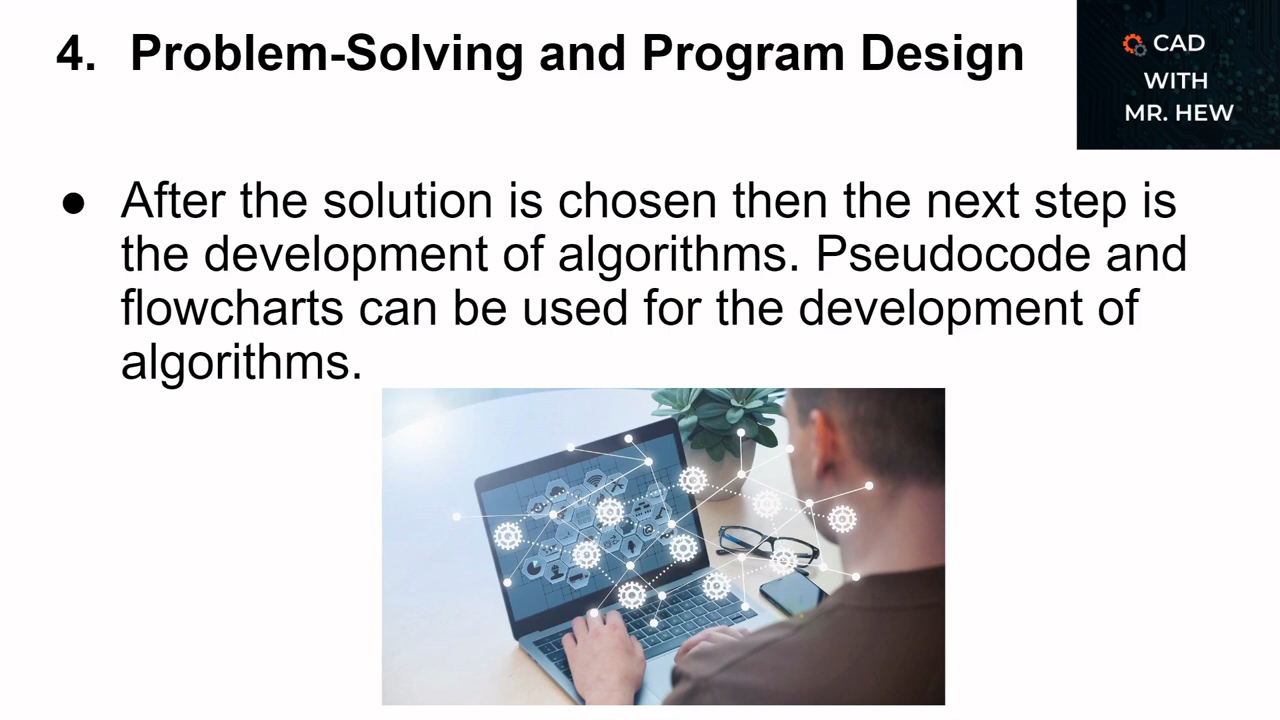 4. Problem-Solving and Program Design
CAD
WITH
MR. HEW
● After the solution is chosen then the next step is
the development of algorithms. Pseudocode and
flowcharts can be used for the development of
algorithms.